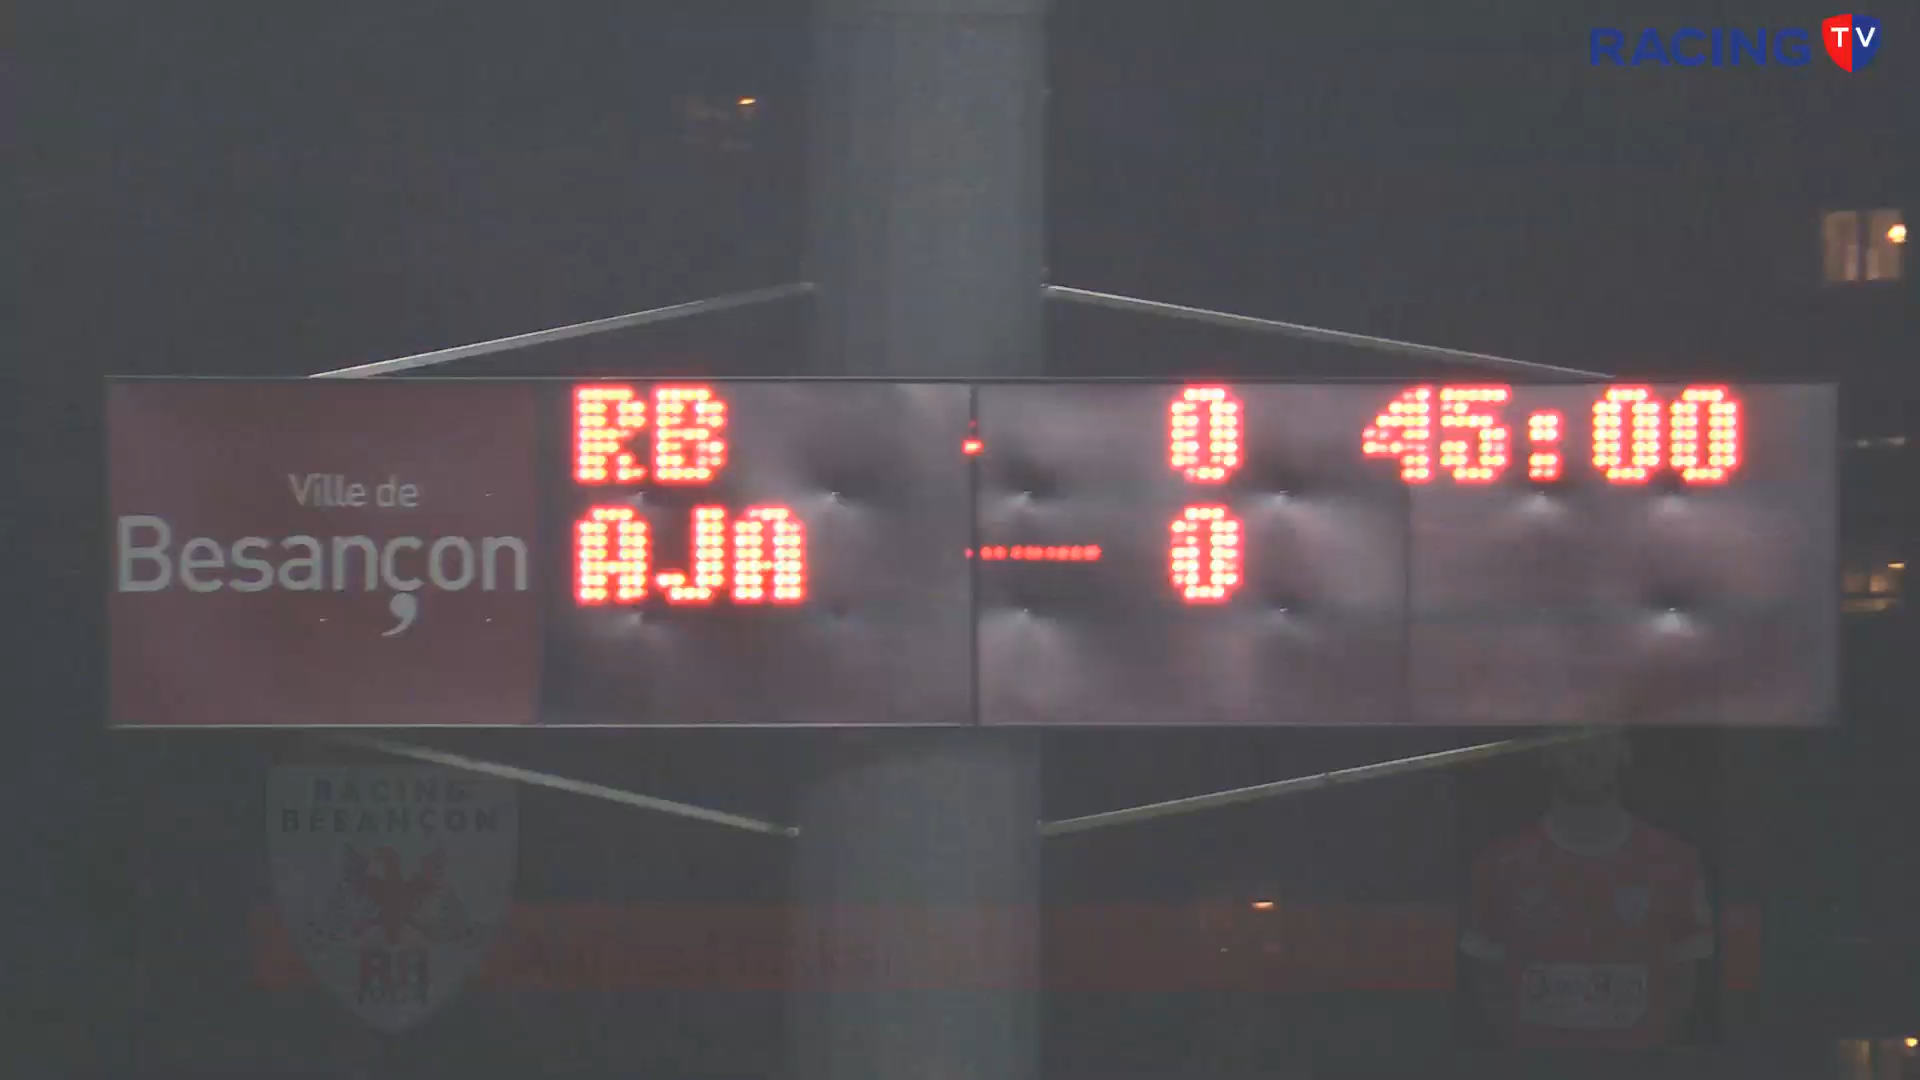 RACING TV
RB 0 45:00
AJA 0
Ville de
Besançon
RACING
BESANÇON